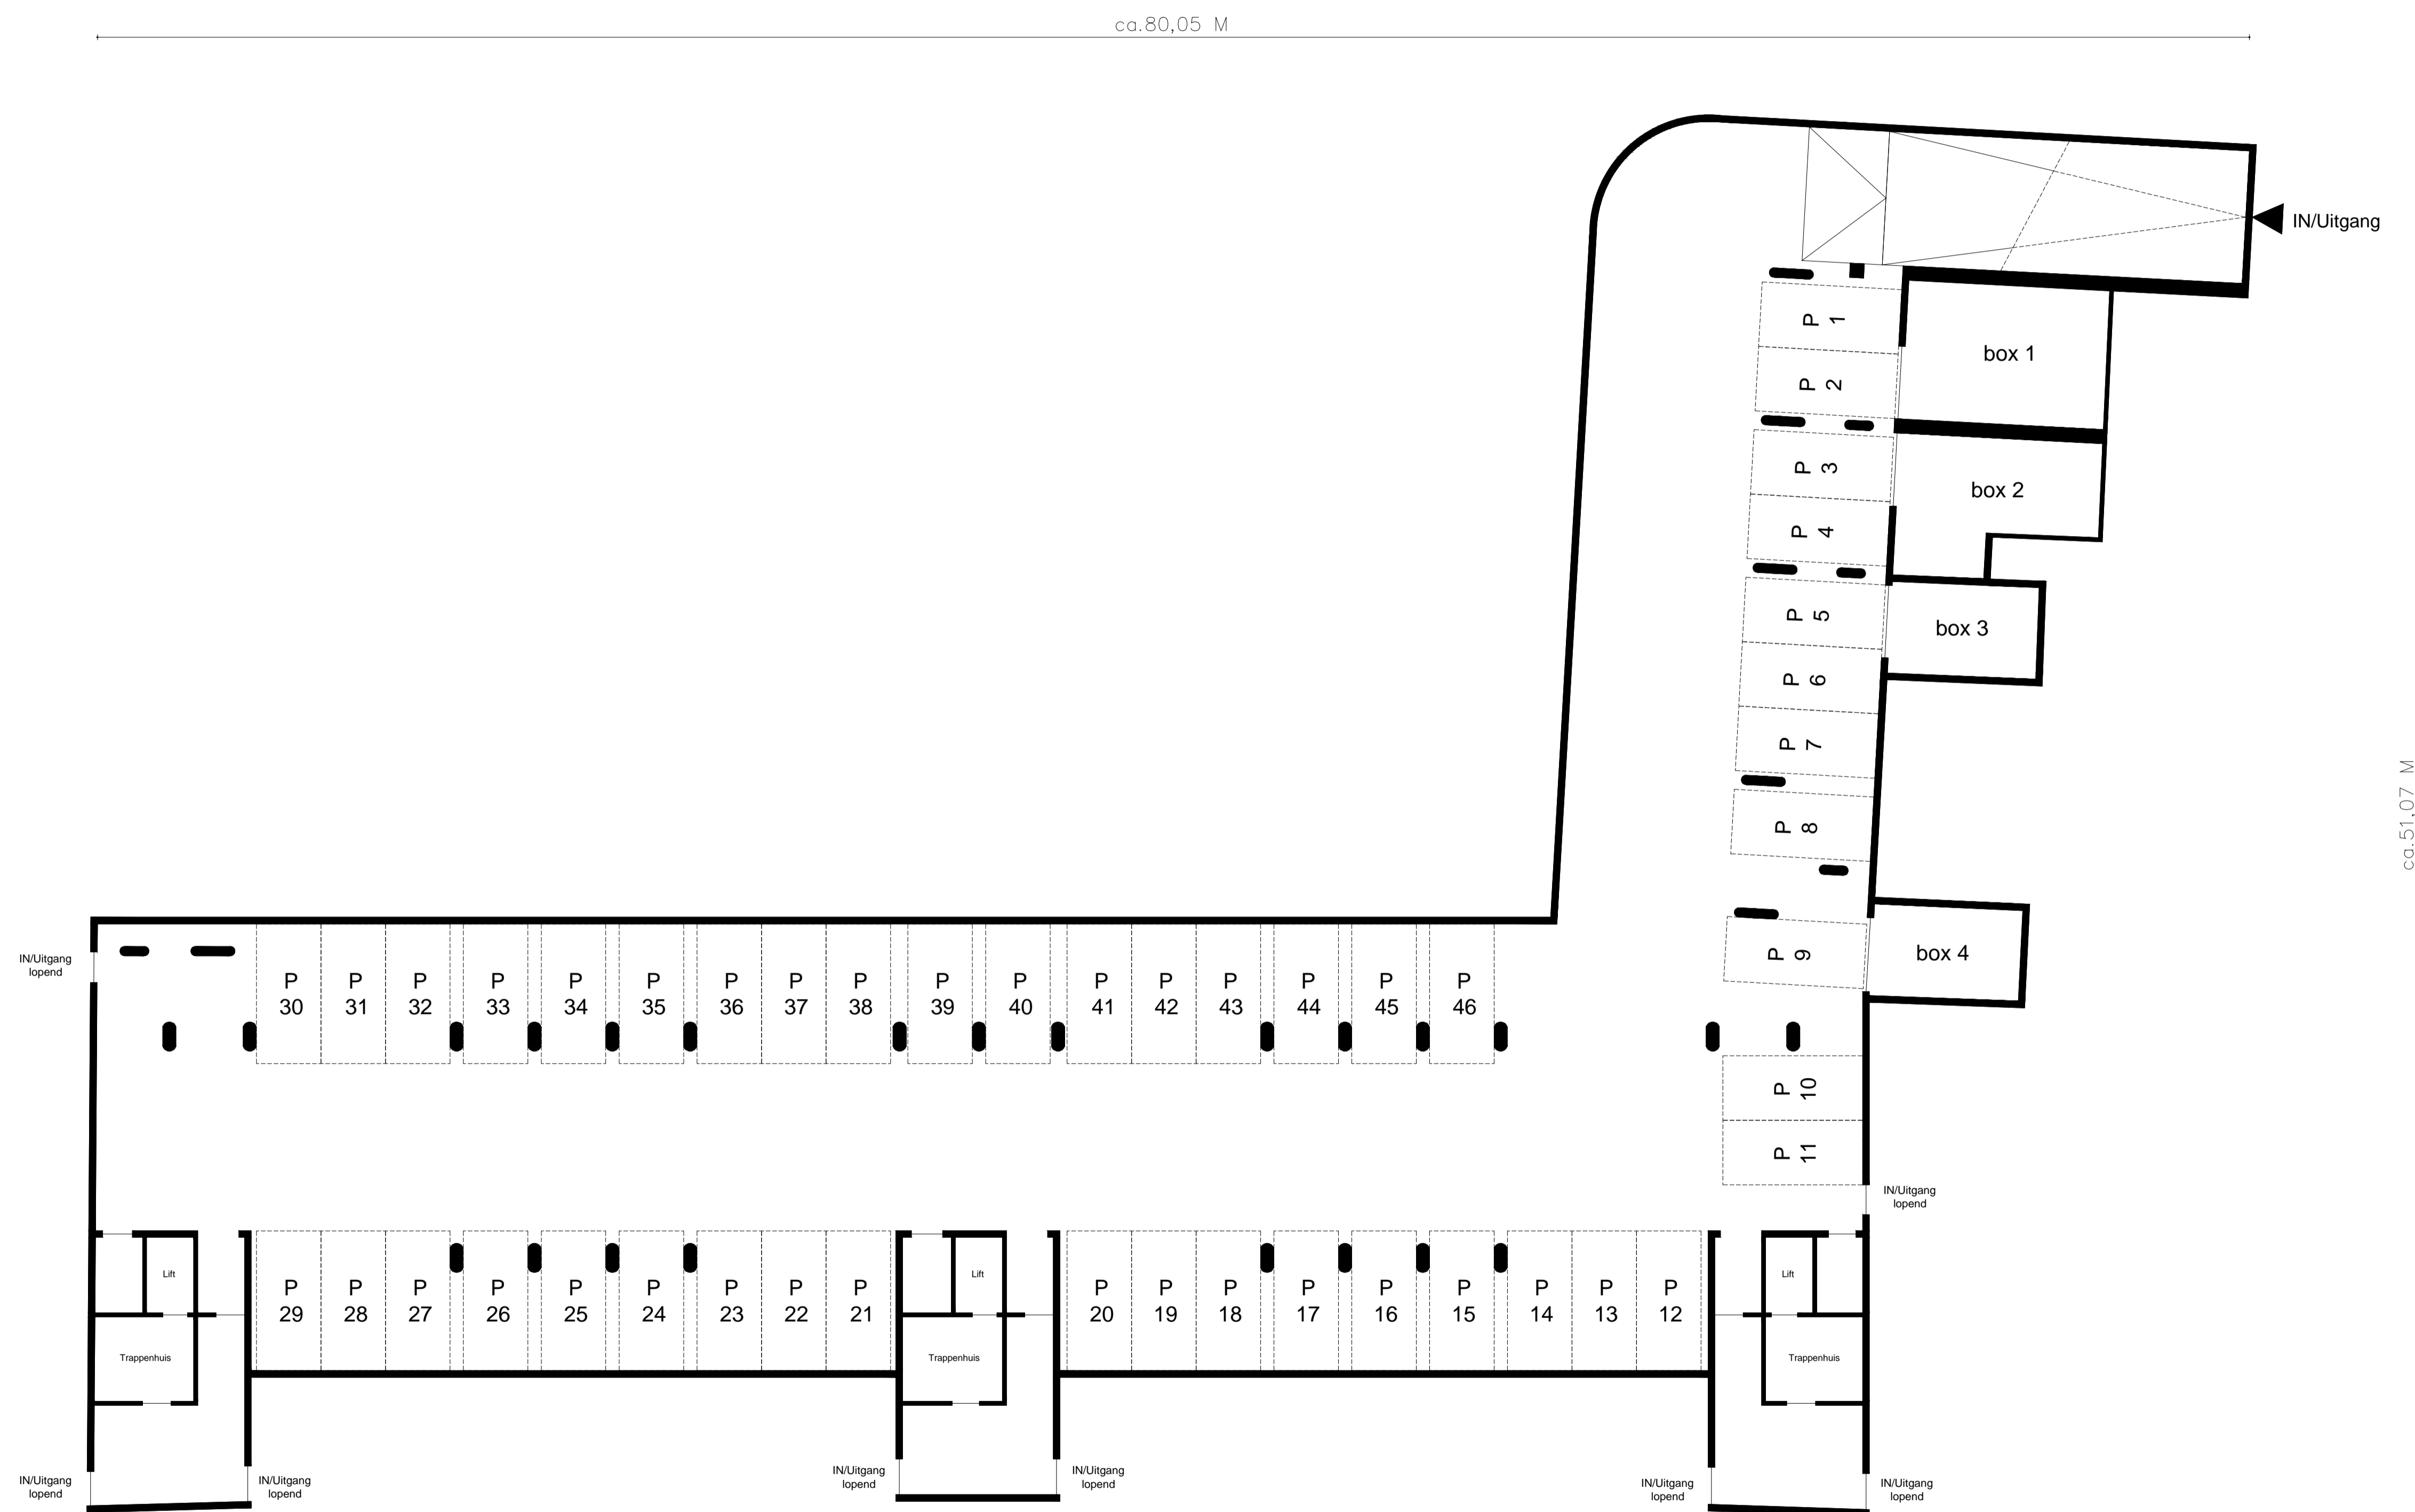 ca.80,05 M
IN/Uitgang
P 1
box 1
P 2
P 3
box 2
P 4
P 5
box 3
P 6
P 7
ca.51,07 M
P 8
P 9
box 4
IN/Uitgang
lopend
P
30
P
31
P
32
P
33
P
34
P
35
P
36
P
37
P
38
P
39
P
40
P
41
P
42
P
43
P
44
P
45
P
46
P 10
P 11
IN/Uitgang
lopend
Lift
Trappenhuis
P
29
P
28
P
27
P
26
P
25
P
24
P
23
P
22
P
21
Lift
Trappenhuis
P
20
P
19
P
18
P
17
P
16
P
15
P
14
P
13
P
12
Lift
Trappenhuis
IN/Uitgang
lopend
IN/Uitgang
lopend
IN/Uitgang
lopend
IN/Uitgang
lopend
IN/Uitgang
lopend
IN/Uitgang
lopend